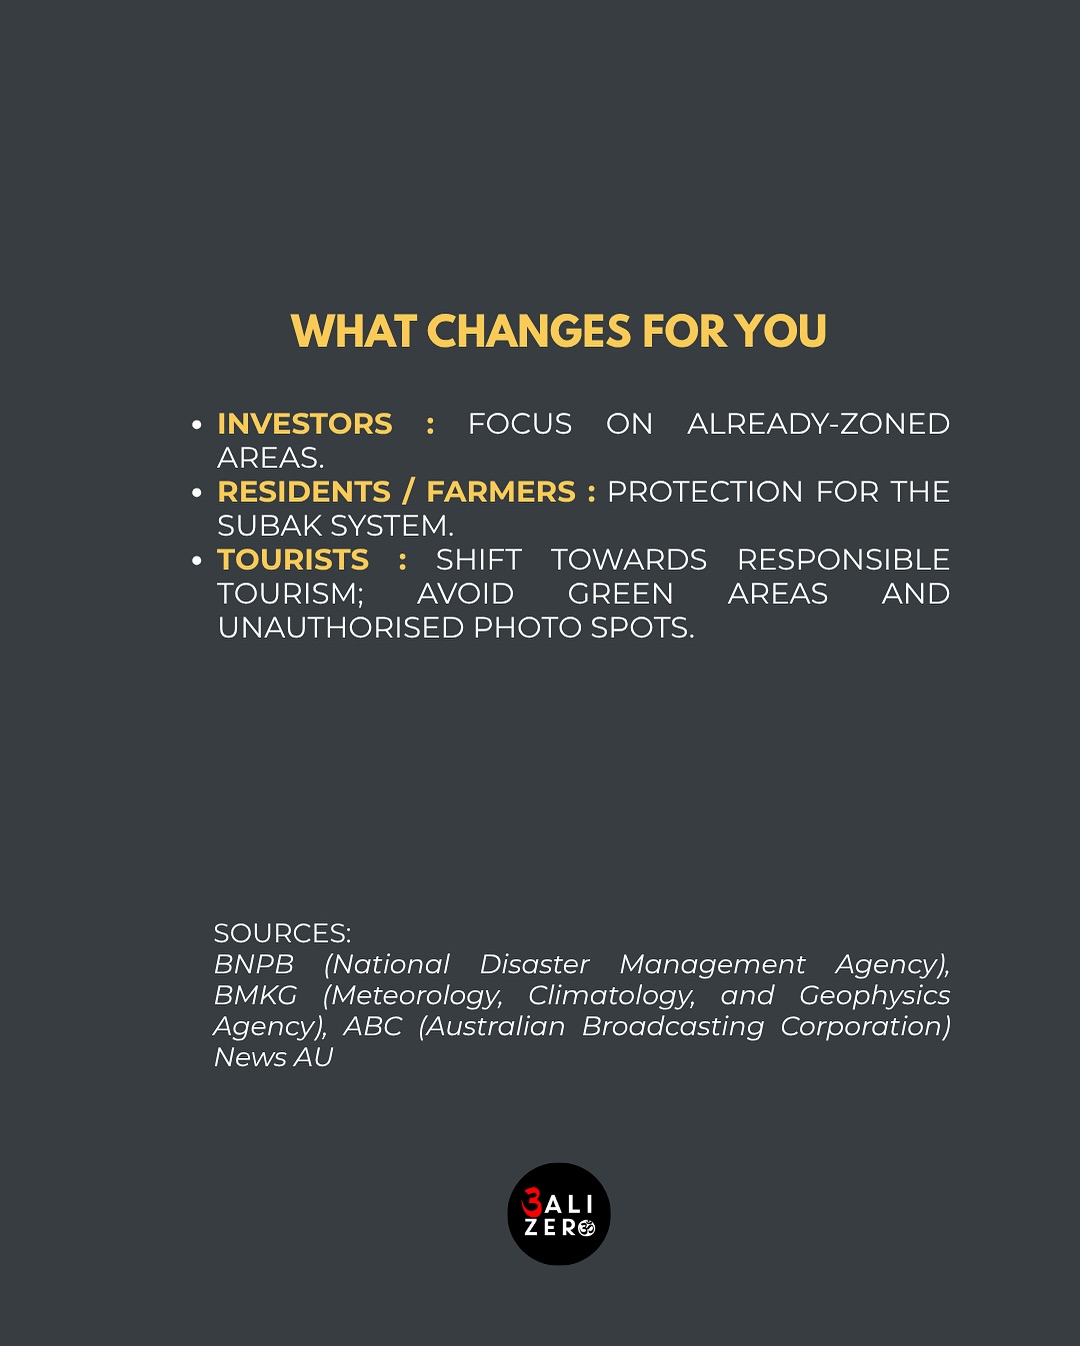 WHAT CHANGES FOR YOU
• INVESTORS : FOCUS ON ALREADY-ZONED
AREAS.
• RESIDENTS / FARMERS : PROTECTION FOR THE
SUBAK SYSTEM.
• TOURISTS : SHIFT TOWARDS RESPONSIBLE
TOURISM; AVOID GREEN AREAS AND
UNAUTHORISED PHOTO SPOTS.
SOURCES:
BNPB (National Disaster Management Agency),
BMKG (Meteorology, Climatology, and Geophysics
Agency), ABC (Australian Broadcasting Corporation)
News AU
3ALI
ZERO